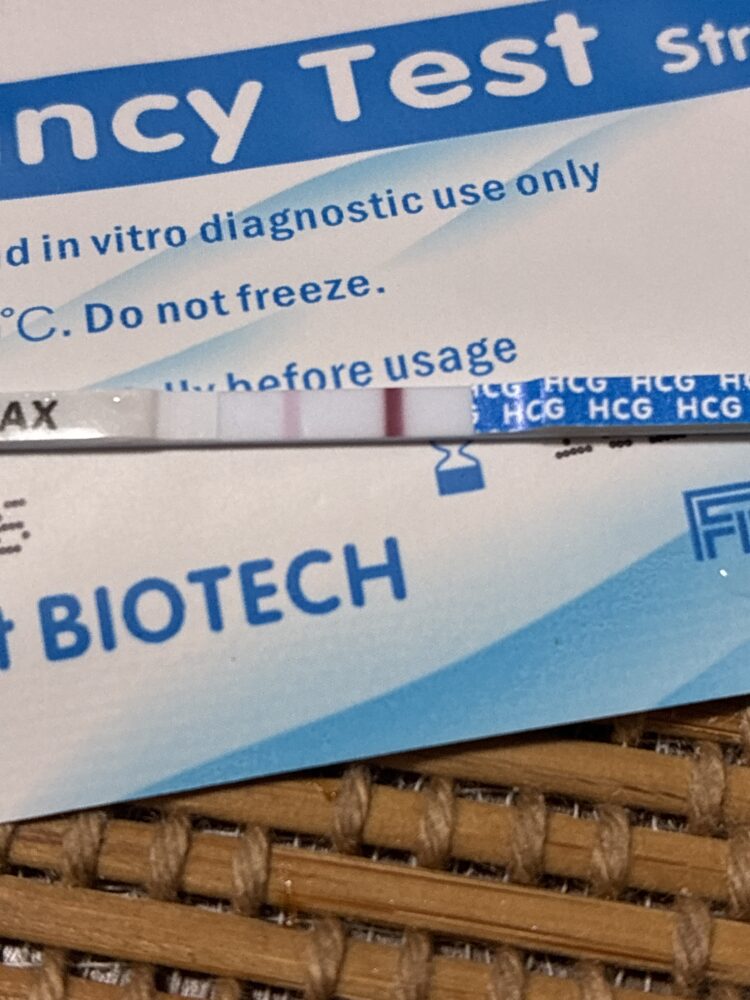 ncy Test Str
d in vitro diagnostic use only
°C. Do not freeze.
before usage
HCG HCG
AX
HCG HCG HCG
BIOTECH